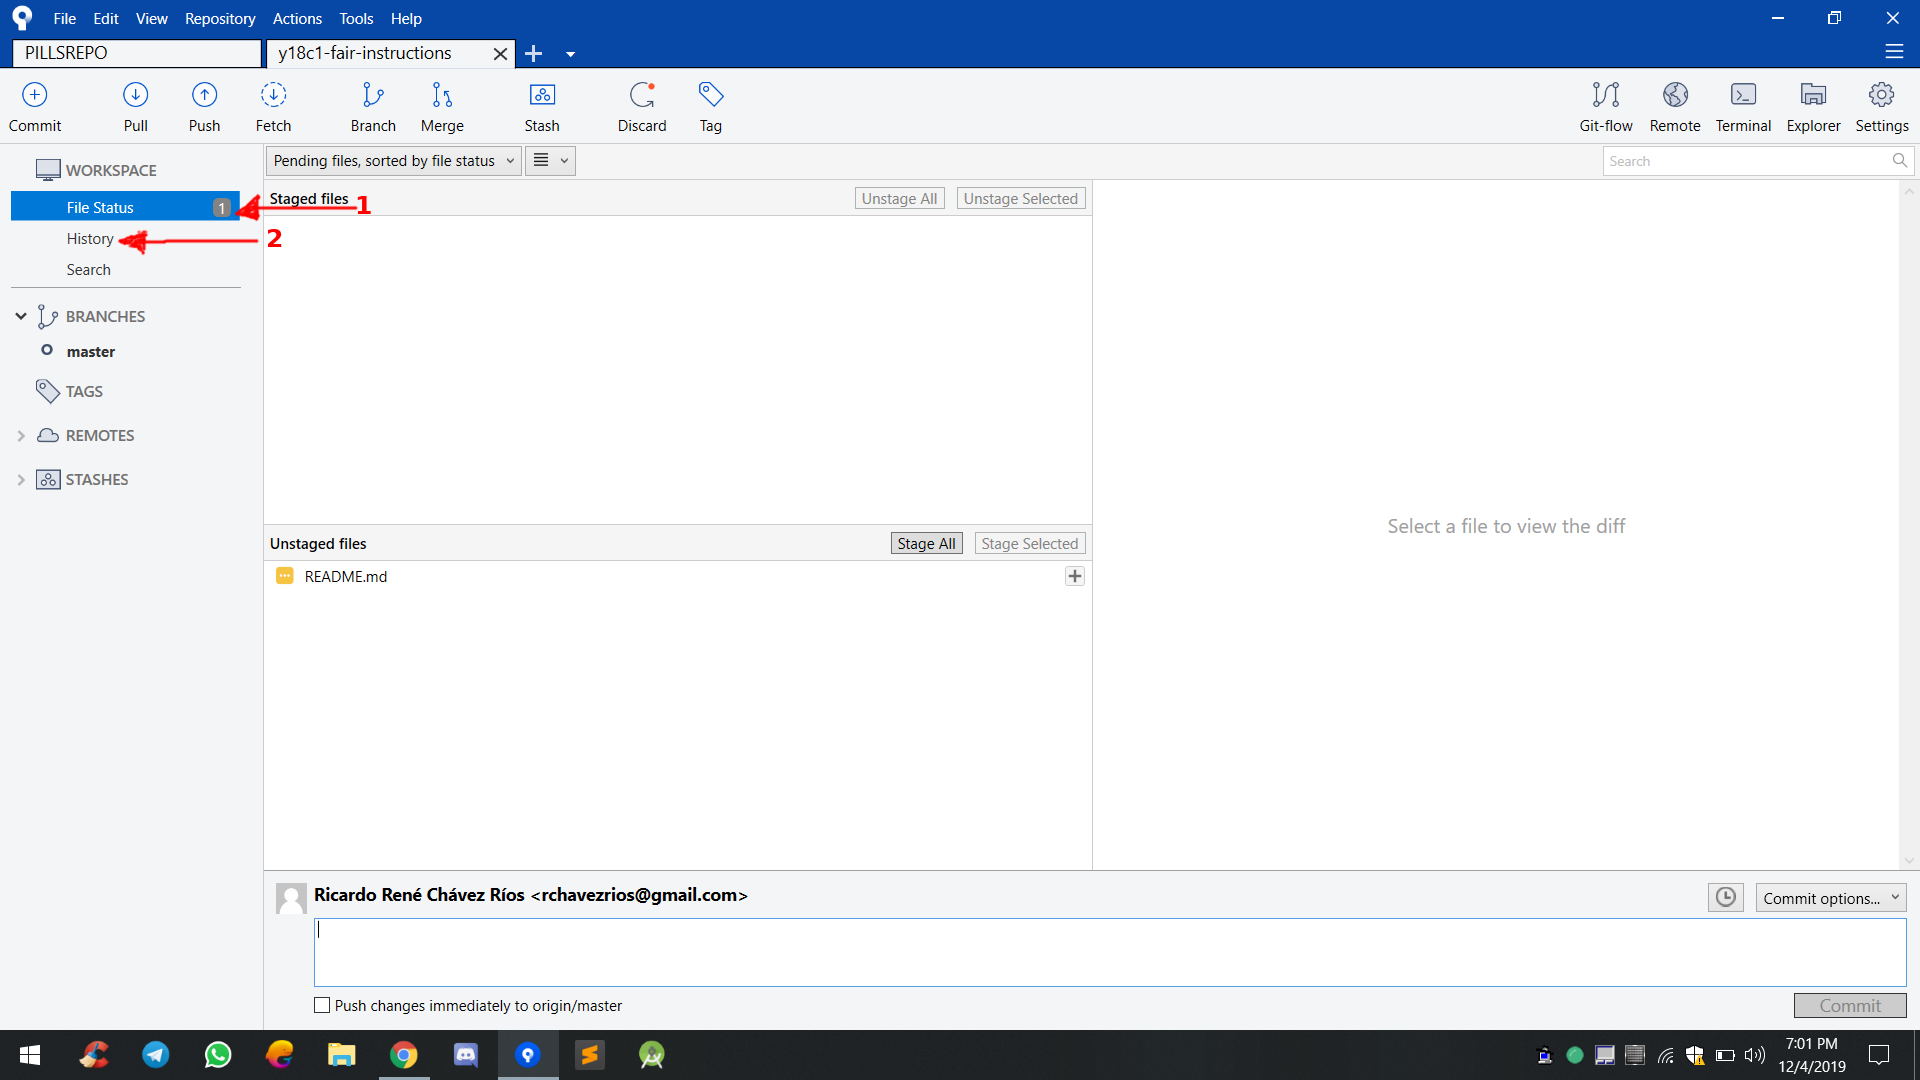 File Edit View Repository Actions Tools Help
PILLSREPO y18c1-fair-instructions
Commit Pull Push Fetch Branch Merge Stash Discard Tag Git-flow Remote Terminal Explorer Settings
WORKSPACE
Pending files, sorted by file status
Search
File Status 1
Staged files 1
Unstage All Unstage Selected
History 2
Search
BRANCHES
master
TAGS
REMOTES
STASHES
Select a file to view the diff
Unstaged files Stage All Stage Selected
README.md
Ricardo René Chávez Ríos <rchavezrios@gmail.com>
Commit options...
Push changes immediately to origin/master
Commit
7:01 PM
12/4/2019